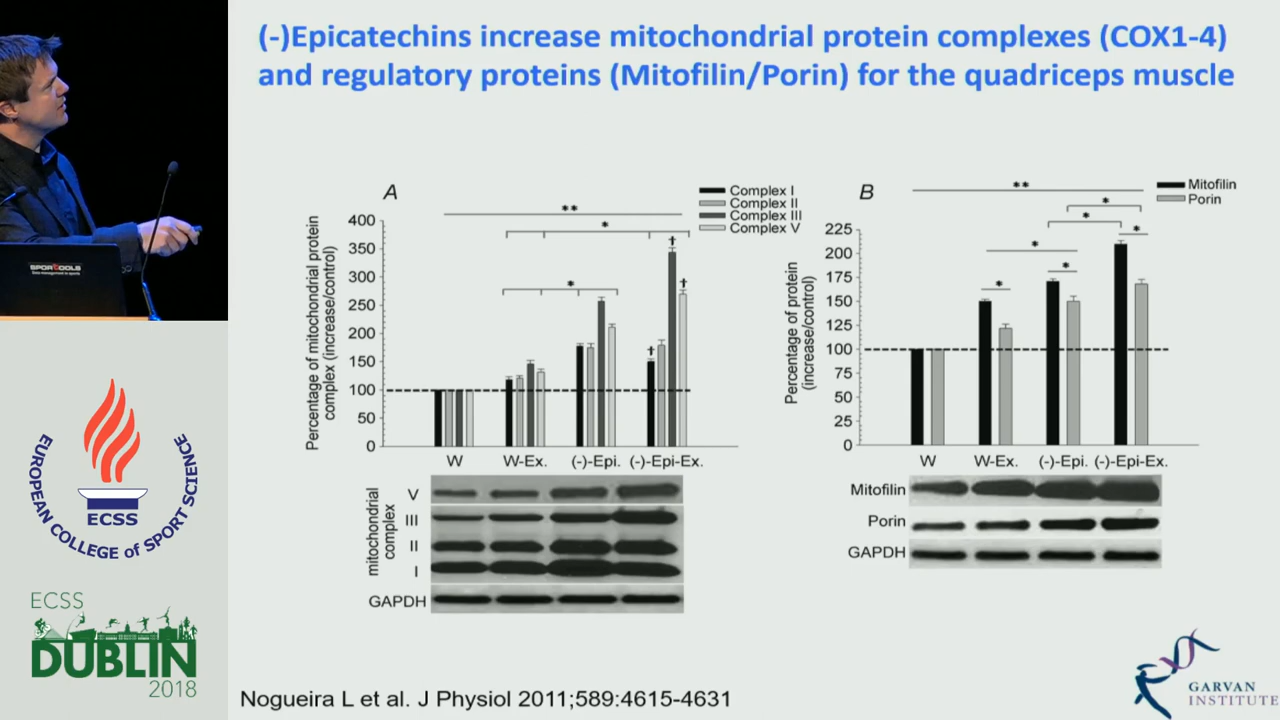 (-)Epicatechins increase mitochondrial protein complexes (COX1-4)
and regulatory proteins (Mitofilin/Porin) for the quadriceps muscle
A
Complex I
Complex II
Complex III
Complex V
**
*
*
†
†
†
Percentage of mitochondrial protein
complex (increase/control)
400
350
300
250
200
150
100
50
0
W
W-Ex.
(-)-Epi.
(-)-Epi-Ex.
mitochondrial
complex
V
III
II
I
GAPDH
B
Mitofilin
Porin
**
*
*
*
*
*
*
Percentage of protein
(increase/control)
225
200
175
150
125
100
75
50
25
0
W
W-Ex.
(-)-Epi.
(-)-Epi-Ex.
Mitofilin
Porin
GAPDH
Nogueira L et al. J Physiol 2011;589:4615-4631
GARVAN
INSTITUTE
EUROPEAN COLLEGE of SPORT SCIENCE
ECSS
ECSS
DUBLIN
2018